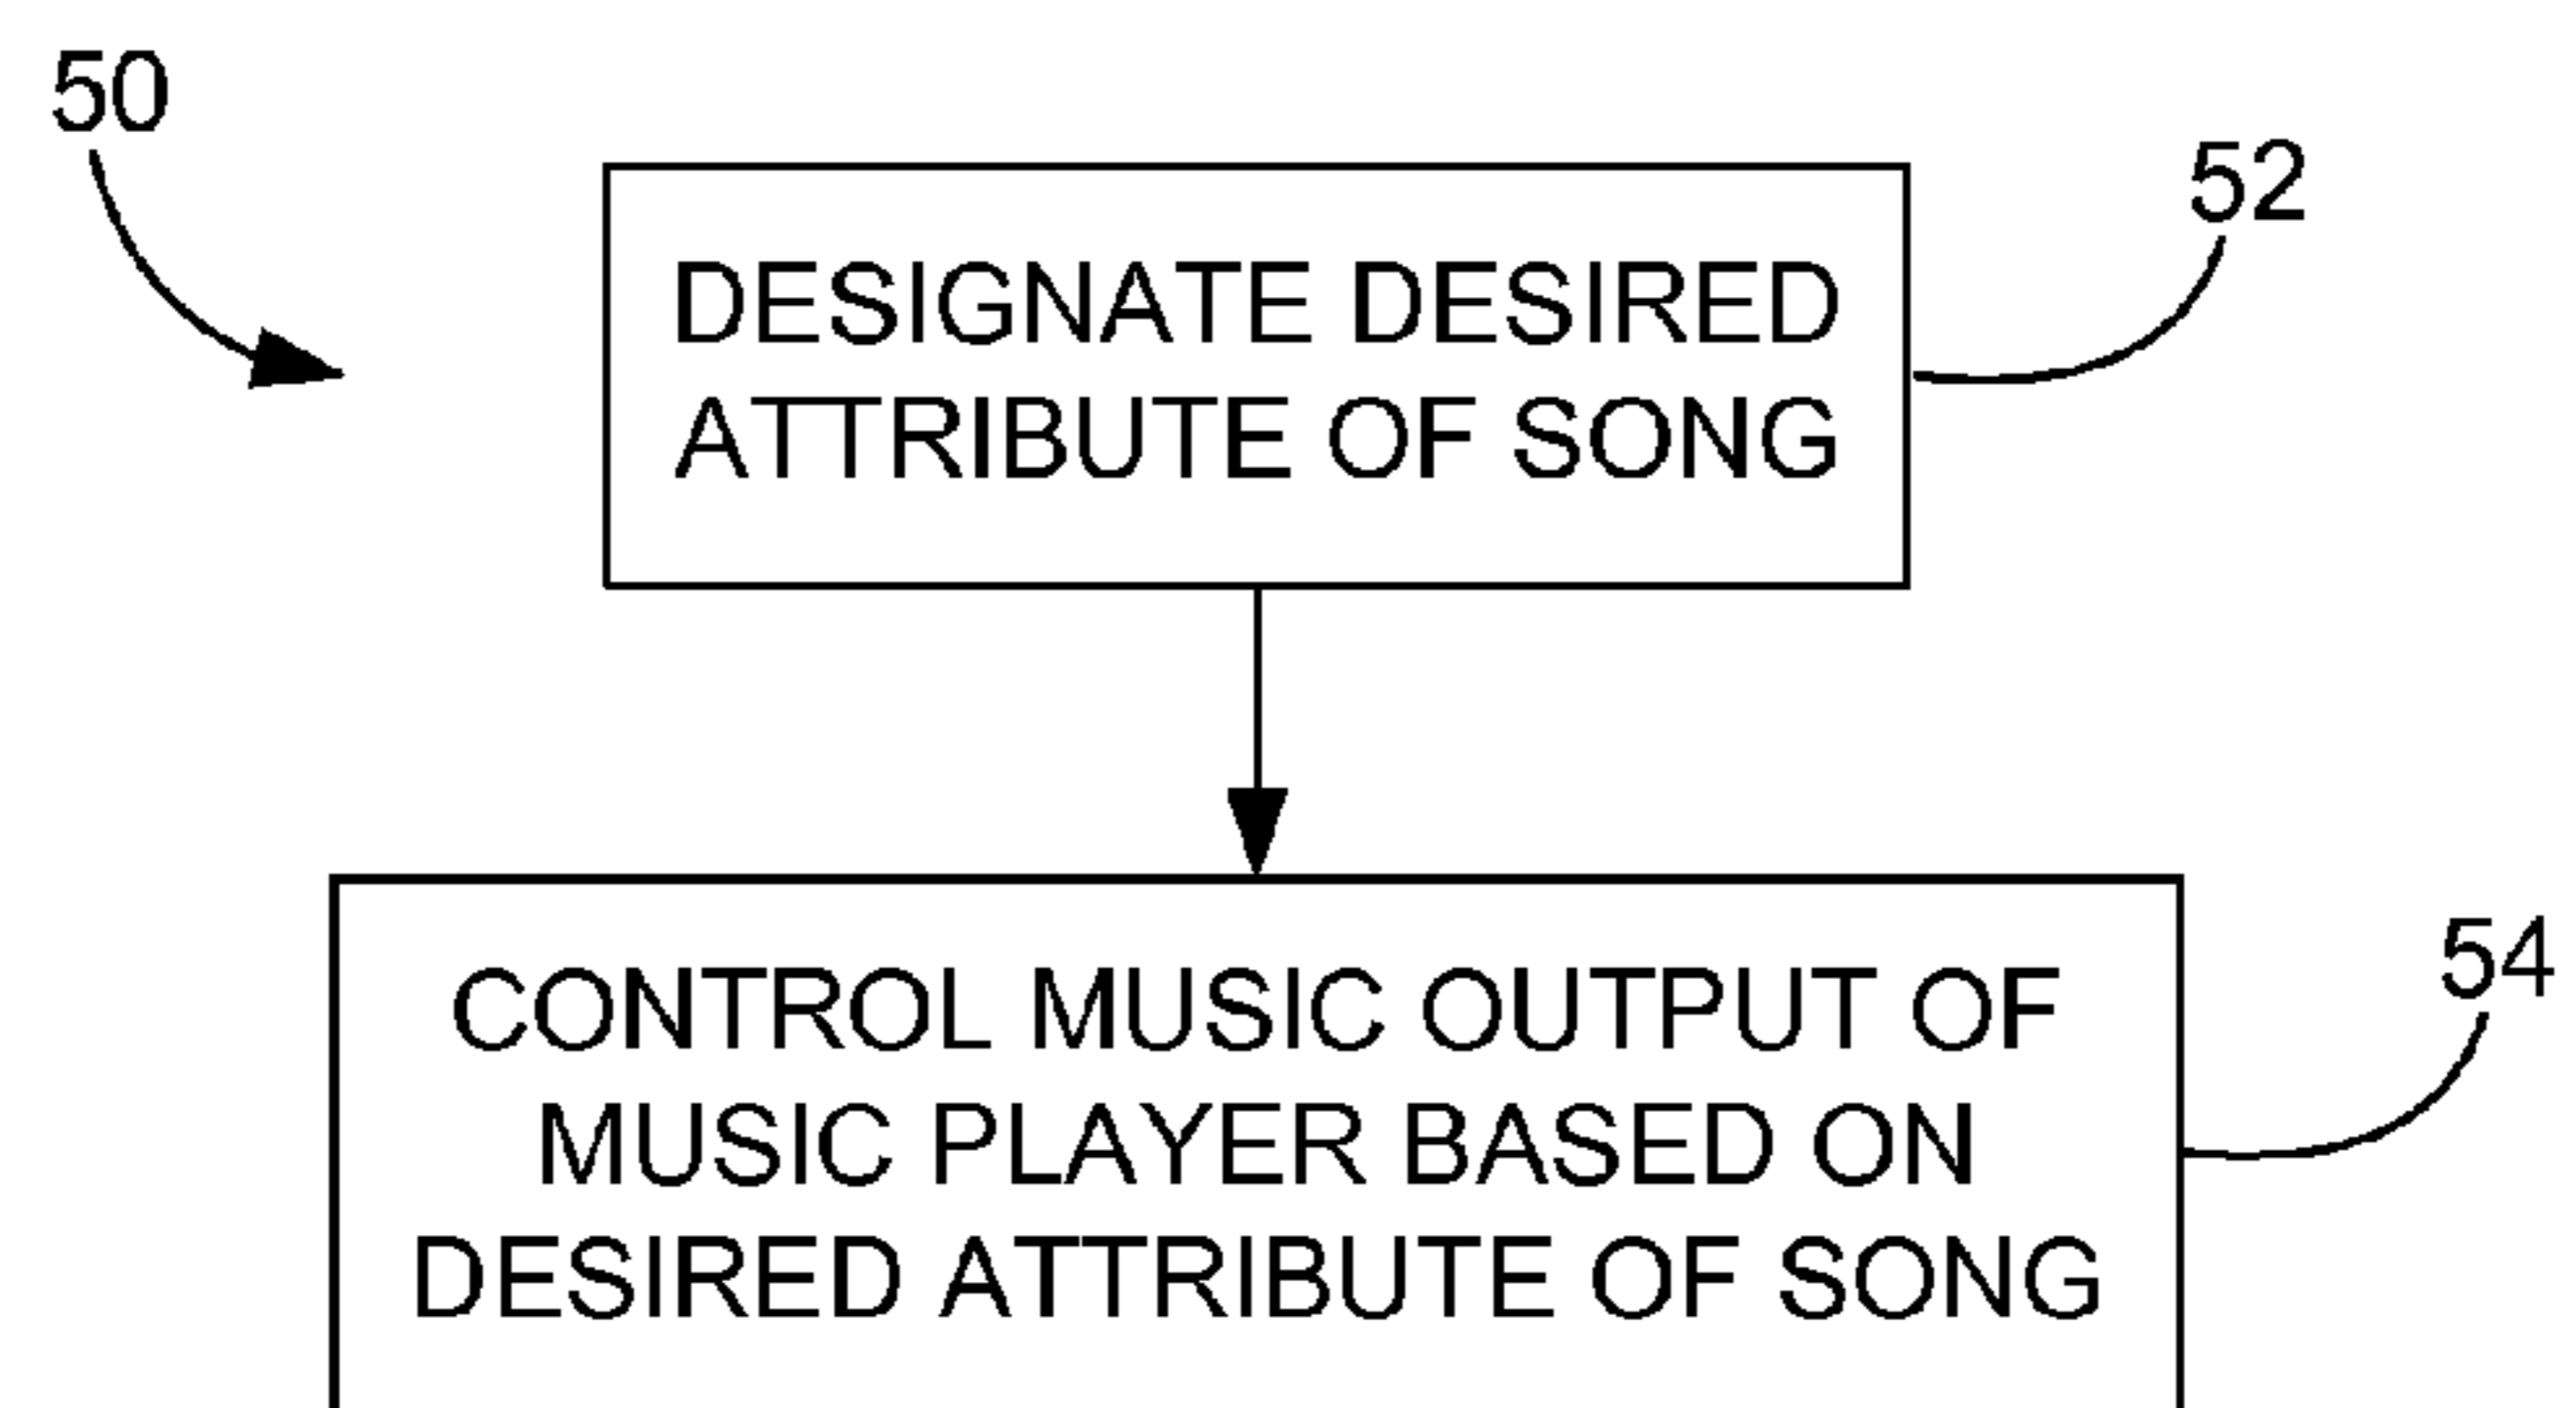 50
52
DESIGNATE DESIRED
ATTRIBUTE OF SONG
54
CONTROL MUSIC OUTPUT OF
MUSIC PLAYER BASED ON
DESIRED ATTRIBUTE OF SONG